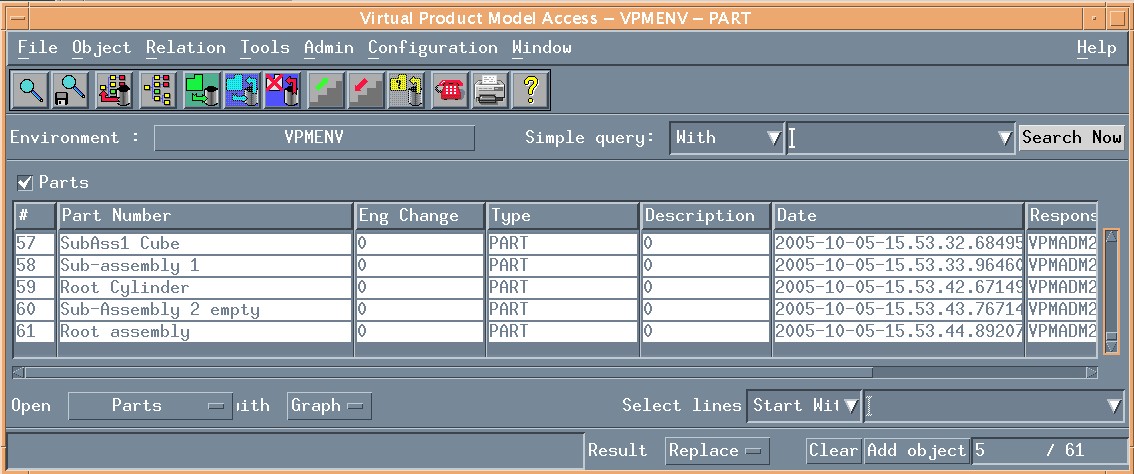 Virtual Product Model Access – VPMENV – PART
File Object Relation Tools Admin Configuration Window Help
?
Environment : VPMENV Simple query: With Search Now
Parts
# Part Number Eng Change Type Description Date Respons
57 SubAss1 Cube 0 PART 0 2005-10-05-15.53.32.68495 VPMADM2
58 Sub-assembly 1 0 PART 0 2005-10-05-15.53.33.96460 VPMADM2
59 Root Cylinder 0 PART 0 2005-10-05-15.53.42.67149 VPMADM2
60 Sub-Assembly 2 empty 0 PART 0 2005-10-05-15.53.43.76714 VPMADM2
61 Root assembly 0 PART 0 2005-10-05-15.53.44.89207 VPMADM2
Open Parts with Graph Select lines Start Wit
Result Replace Clear Add object 5 / 61